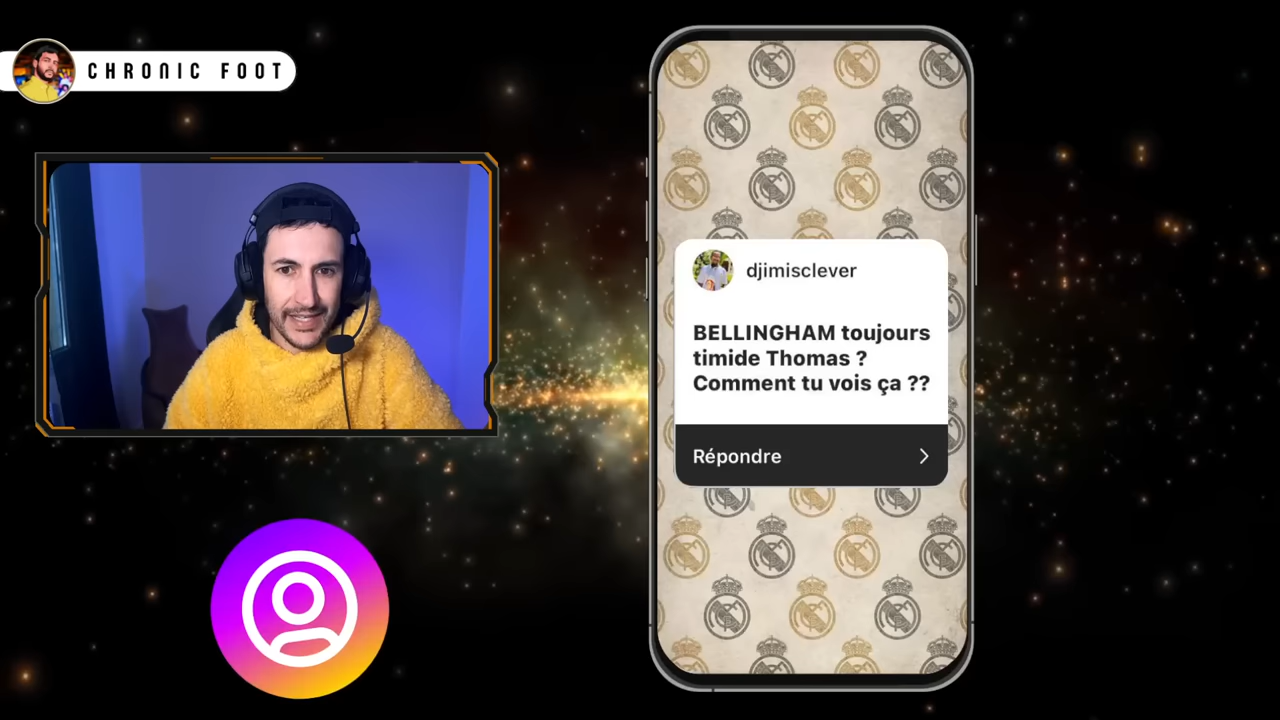 CHRONIC FOOT
djimisclever
BELLINGHAM toujours
timide Thomas ?
Comment tu vois ça ??
Répondre